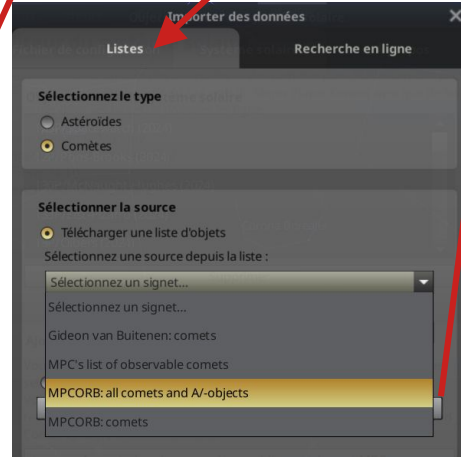 Importer des données
Listes
Recherche en ligne
Sélectionnez le type
Astéroïdes
Comètes
Sélectionner la source
Télécharger une liste d'objets
Sélectionnez une source depuis la liste :
Sélectionnez un signet...
Sélectionnez un signet...
Gideon van Buitenen: comets
MPC's list of observable comets
MPCORB: all comets and A/-objects
MPCORB: comets